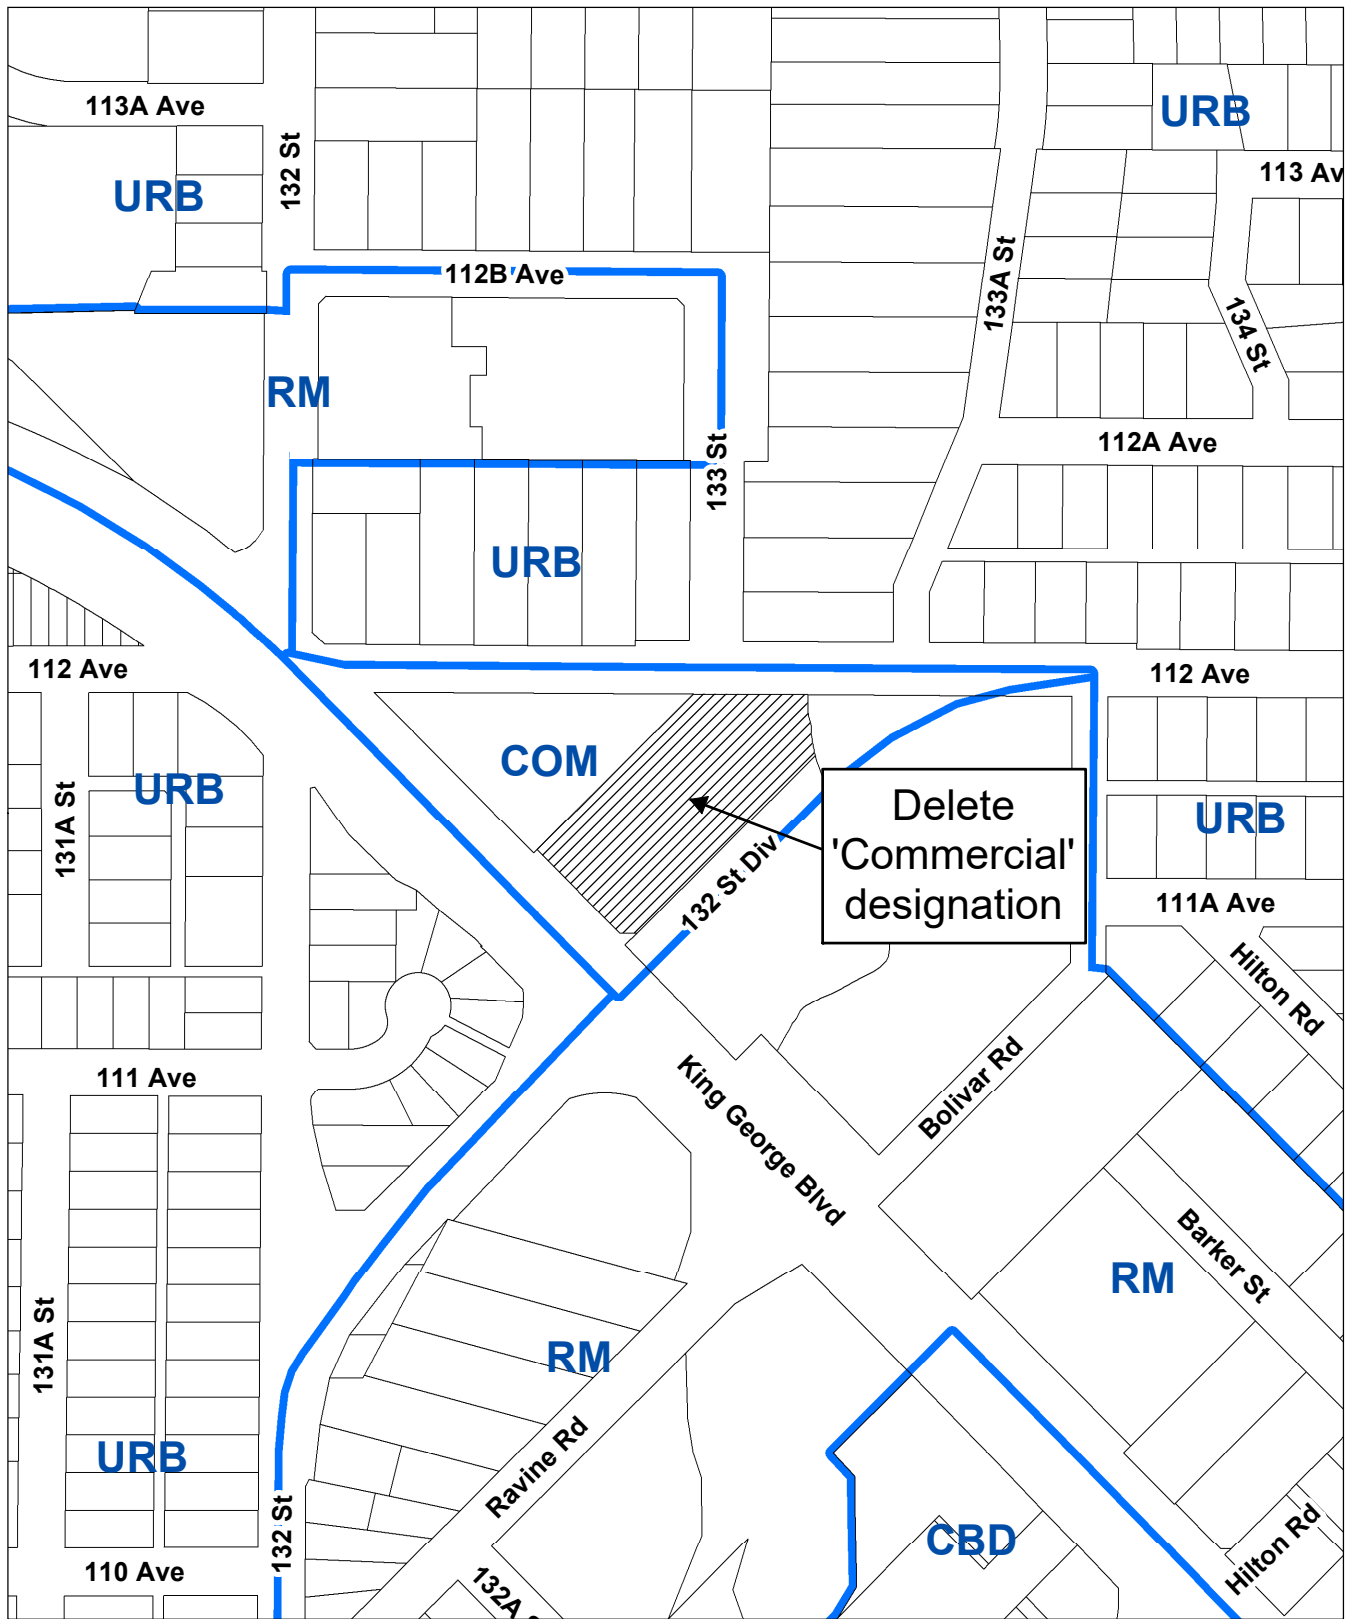 113A Ave
URB
113 Av
132 St
URB
112B Ave
133A St
134 St
RM
112A Ave
133 St
URB
112 Ave
112 Ave
COM
131A St
URB
Delete
'Commercial'
designation
URB
132 St Div
111A Ave
Hilton Rd
111 Ave
Bolivar Rd
King George Blvd
Barker St
RM
131A St
RM
URB
Ravine Rd
132 St
CBD
Hilton Rd
110 Ave
132A